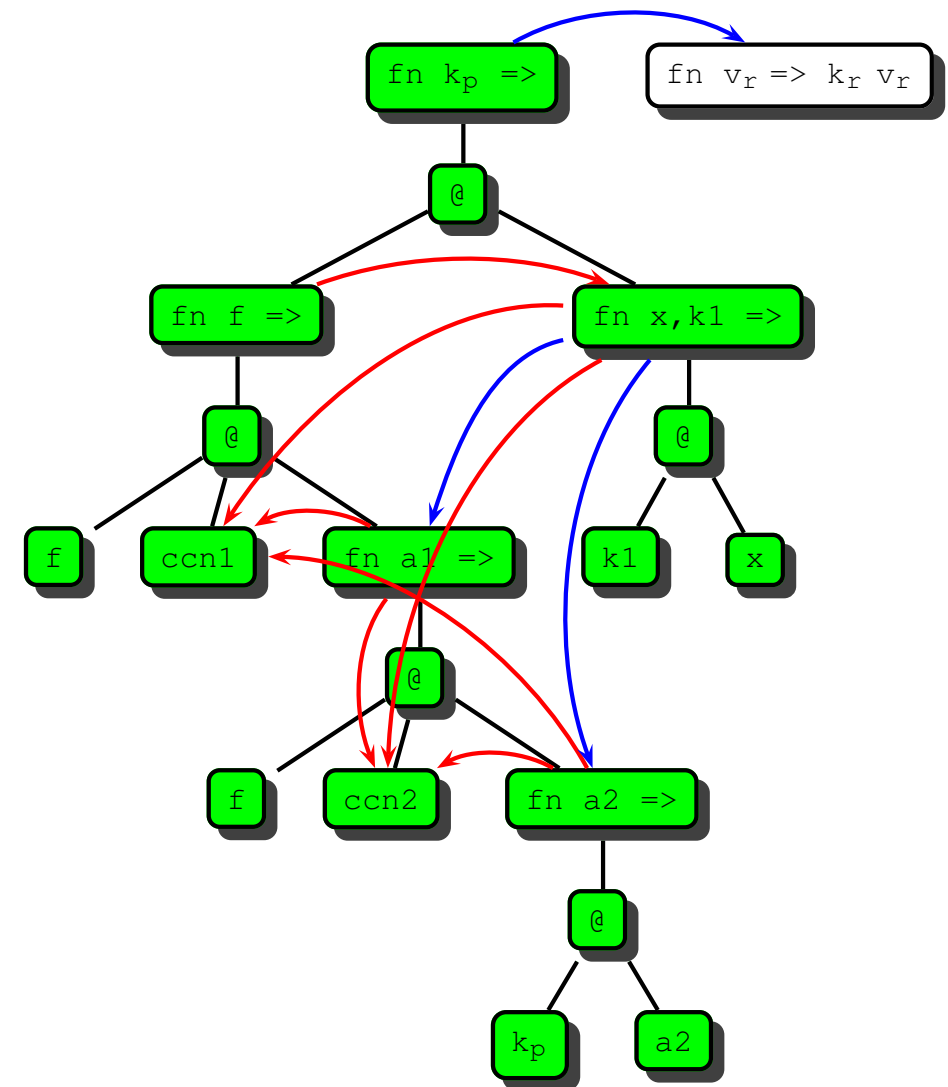 fn kp =>
fn vr => kr vr
@
fn f =>
fn x,k1 =>
@
@
f
ccn1
fn a1 =>
k1
x
@
f
ccn2
fn a2 =>
@
kp
a2